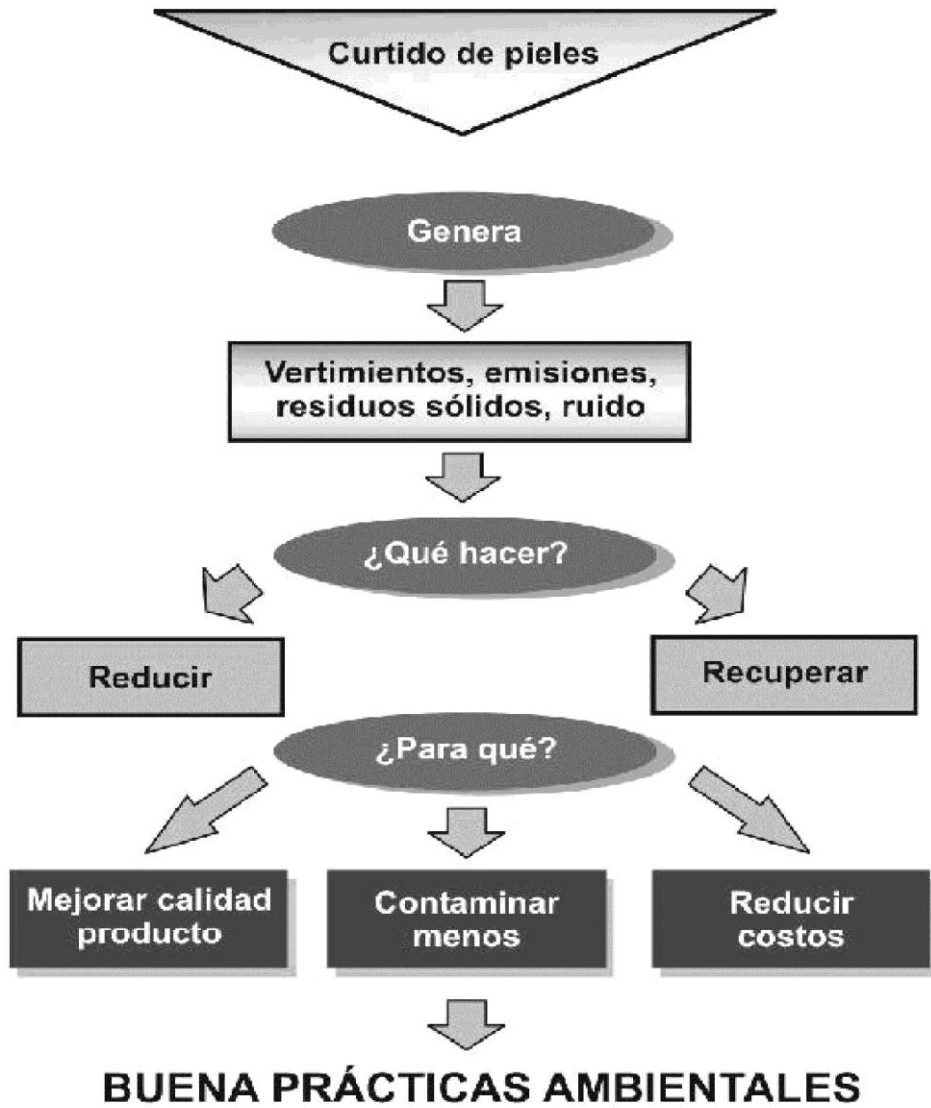 Curtido de pieles
Genera
Vertimientos, emisiones,
residuos sólidos, ruido
¿Qué hacer?
Reducir
Recuperar
¿Para qué?
Mejorar calidad
producto
Contaminar
menos
Reducir
costos
BUENA PRÁCTICAS AMBIENTALES